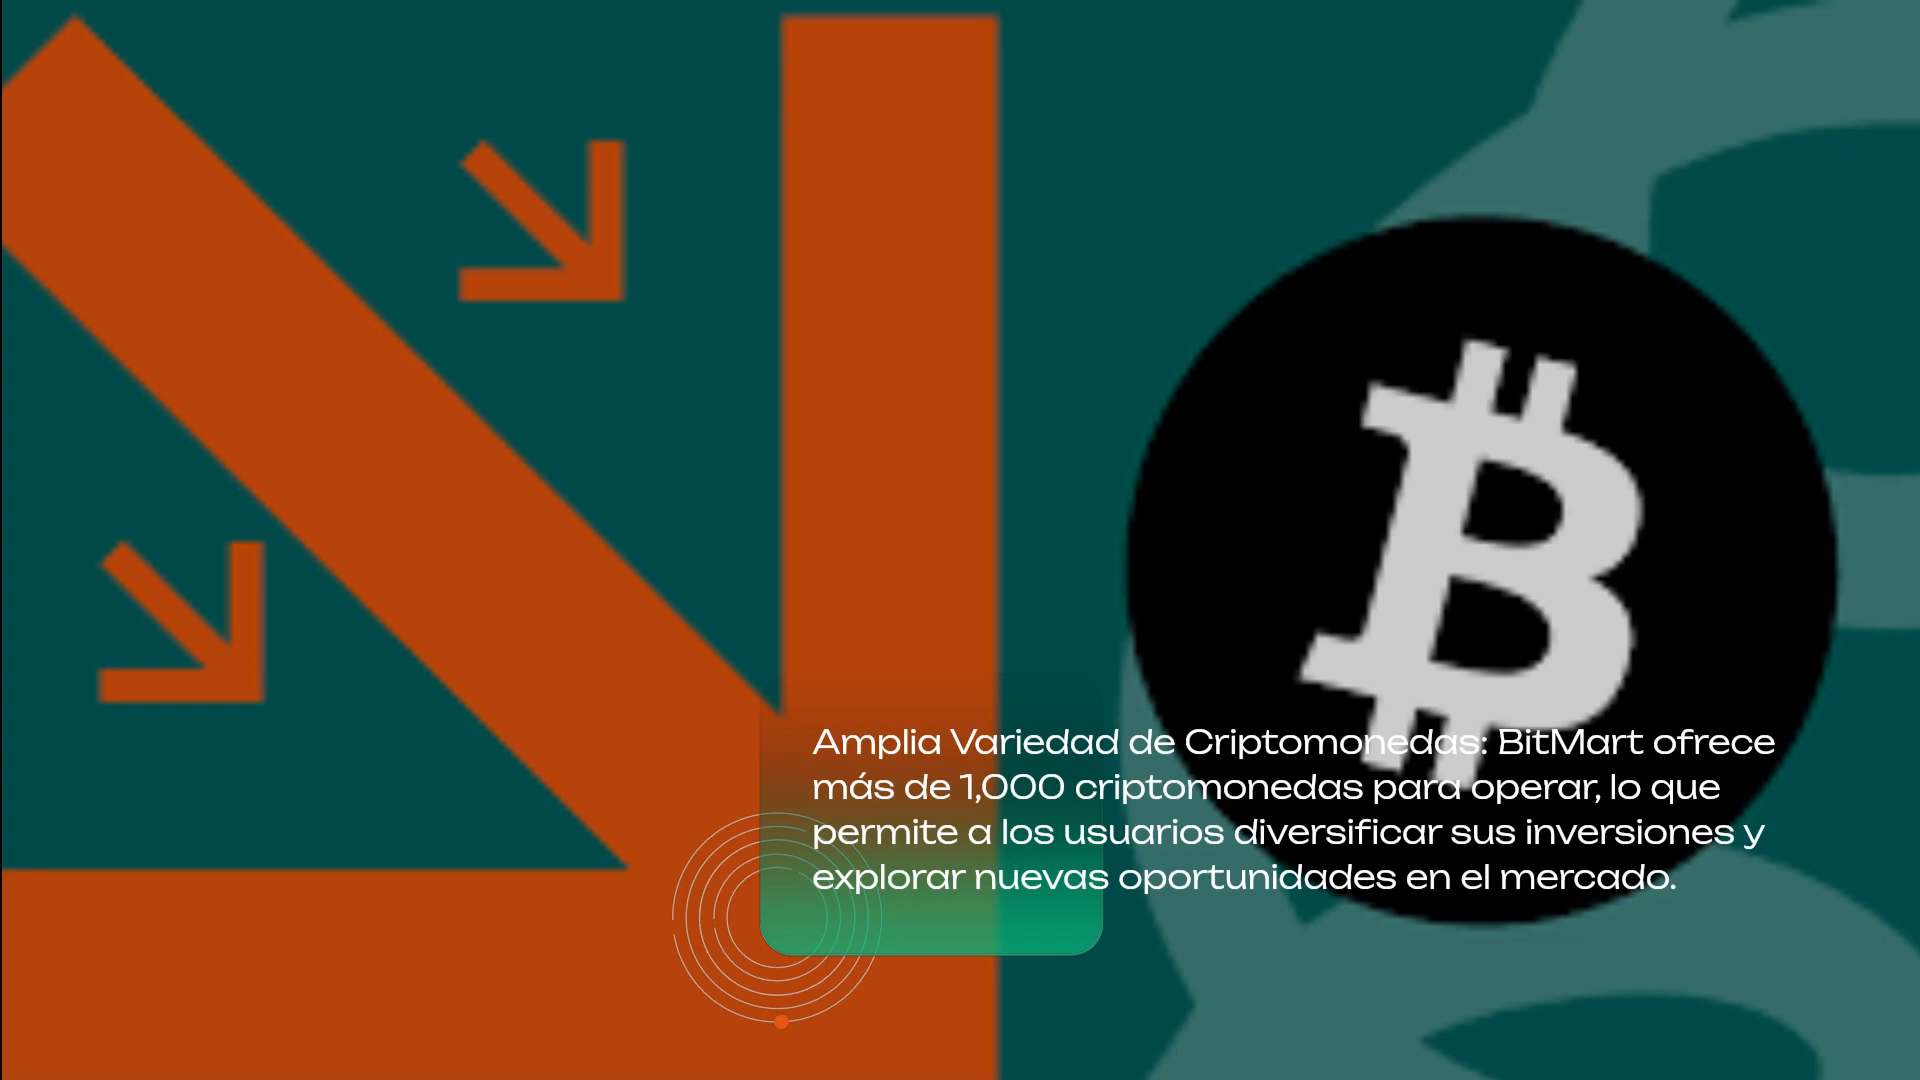 Amplia Variedad de Criptomonedas: BitMart ofrece
más de 1,000 criptomonedas para operar, lo que
permite a los usuarios diversificar sus inversiones y
explorar nuevas oportunidades en el mercado.